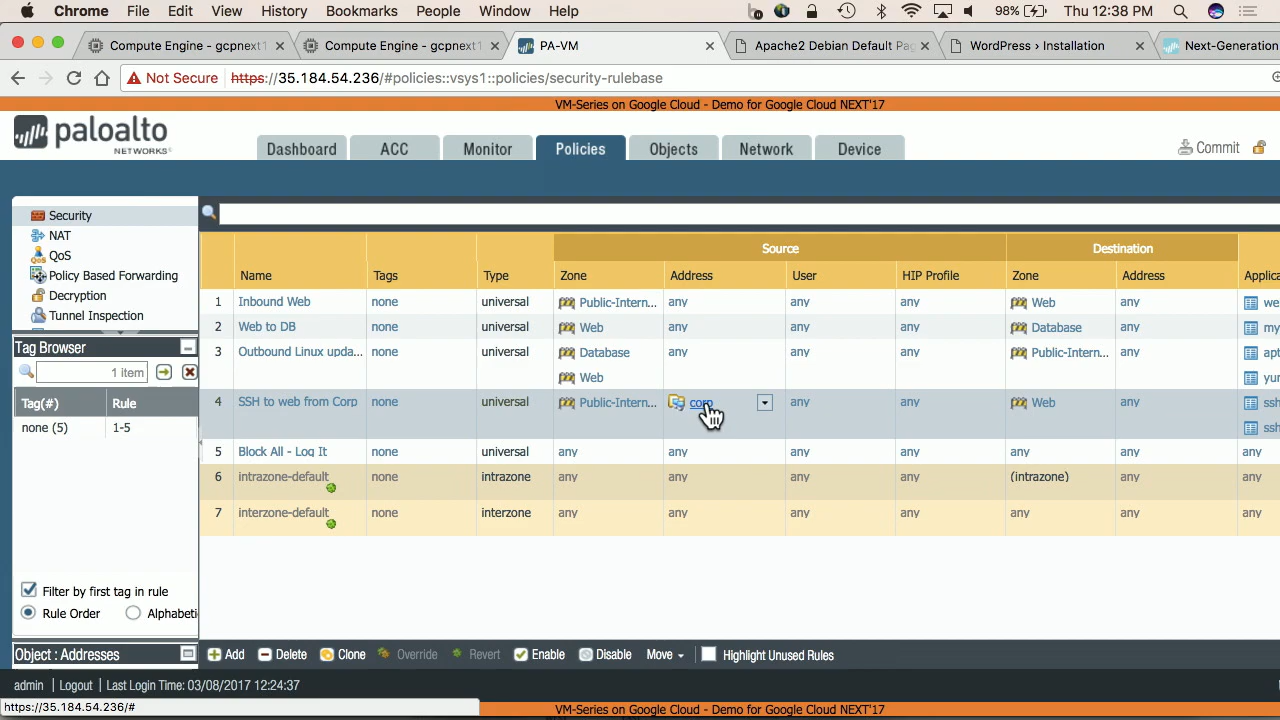 Chrome File Edit View History Bookmarks People Window Help 98% Thu 12:38 PM
Compute Engine - gcpnext1 Compute Engine - gcpnext1 PA-VM Apache2 Debian Default Pag WordPress › Installation Next-Generation
Not Secure https://35.184.54.236/#policies::vsys1::policies/security-rulebase
VM-Series on Google Cloud - Demo for Google Cloud NEXT'17
paloalto
NETWORKS
Dashboard ACC Monitor Policies Objects Network Device Commit
Security
NAT
QoS
Policy Based Forwarding
Decryption
Tunnel Inspection
Tag Browser
1 item
Tag(#) Rule
none (5) 1-5
Filter by first tag in rule
Rule Order Alphabeti
Object : Addresses
Source Destination
Name Tags Type Zone Address User HIP Profile Zone Address Applica
1 Inbound Web none universal Public-Intern... any any any Web any we
2 Web to DB none universal Web any any any Database any my
3 Outbound Linux upda... none universal Database any any any Public-Intern... any apt
Web yur
4 SSH to web from Corp none universal Public-Intern... corp any any Web any ssh
ssh
5 Block All - Log It none universal any any any any any any any
6 intrazone-default none intrazone any any any any (intrazone) any any
7 interzone-default none interzone any any any any any any any
Add Delete Clone Override Revert Enable Disable Move Highlight Unused Rules
admin Logout Last Login Time: 03/08/2017 12:24:37
https://35.184.54.236/#
VM-Series on Google Cloud - Demo for Google Cloud NEXT'17